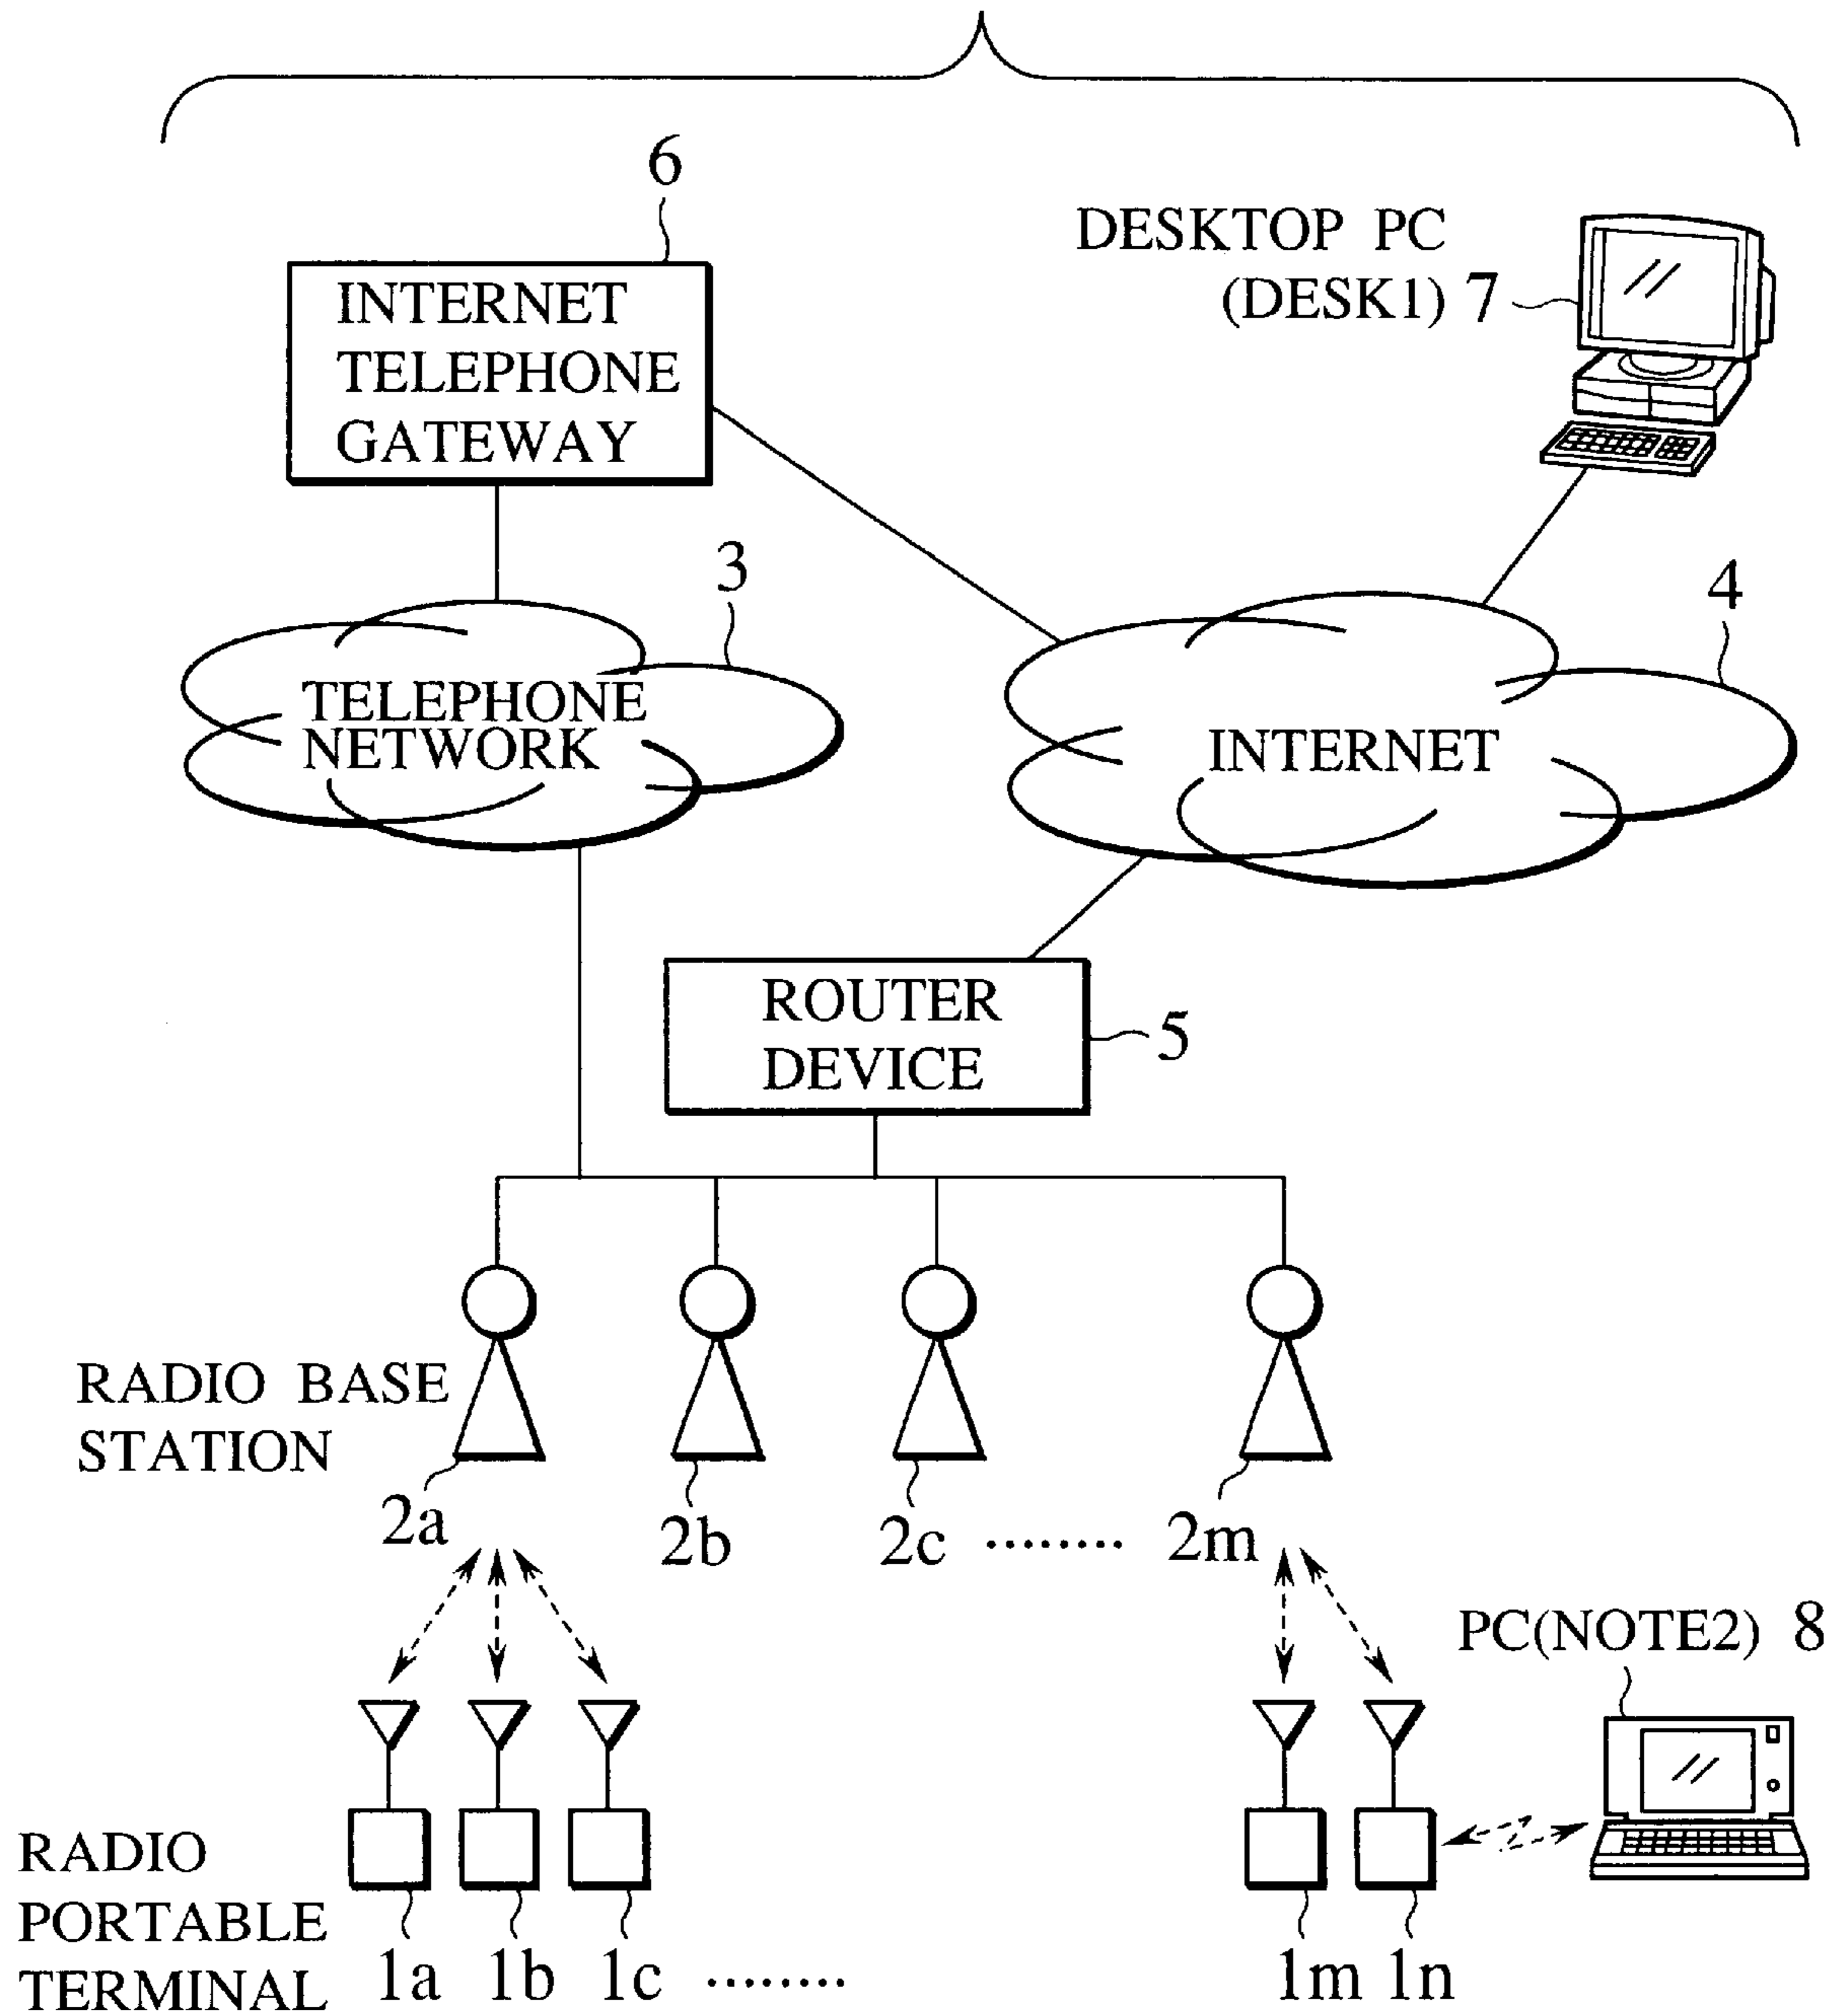 6
DESKTOP PC
(DESK1) 7
INTERNET
TELEPHONE
GATEWAY
3
4
TELEPHONE
NETWORK
INTERNET
ROUTER
DEVICE
5
RADIO BASE
STATION
2a
2b
2c ........ 2m
PC(NOTE2) 8
RADIO
PORTABLE
TERMINAL
1a 1b 1c ........ 1m 1n